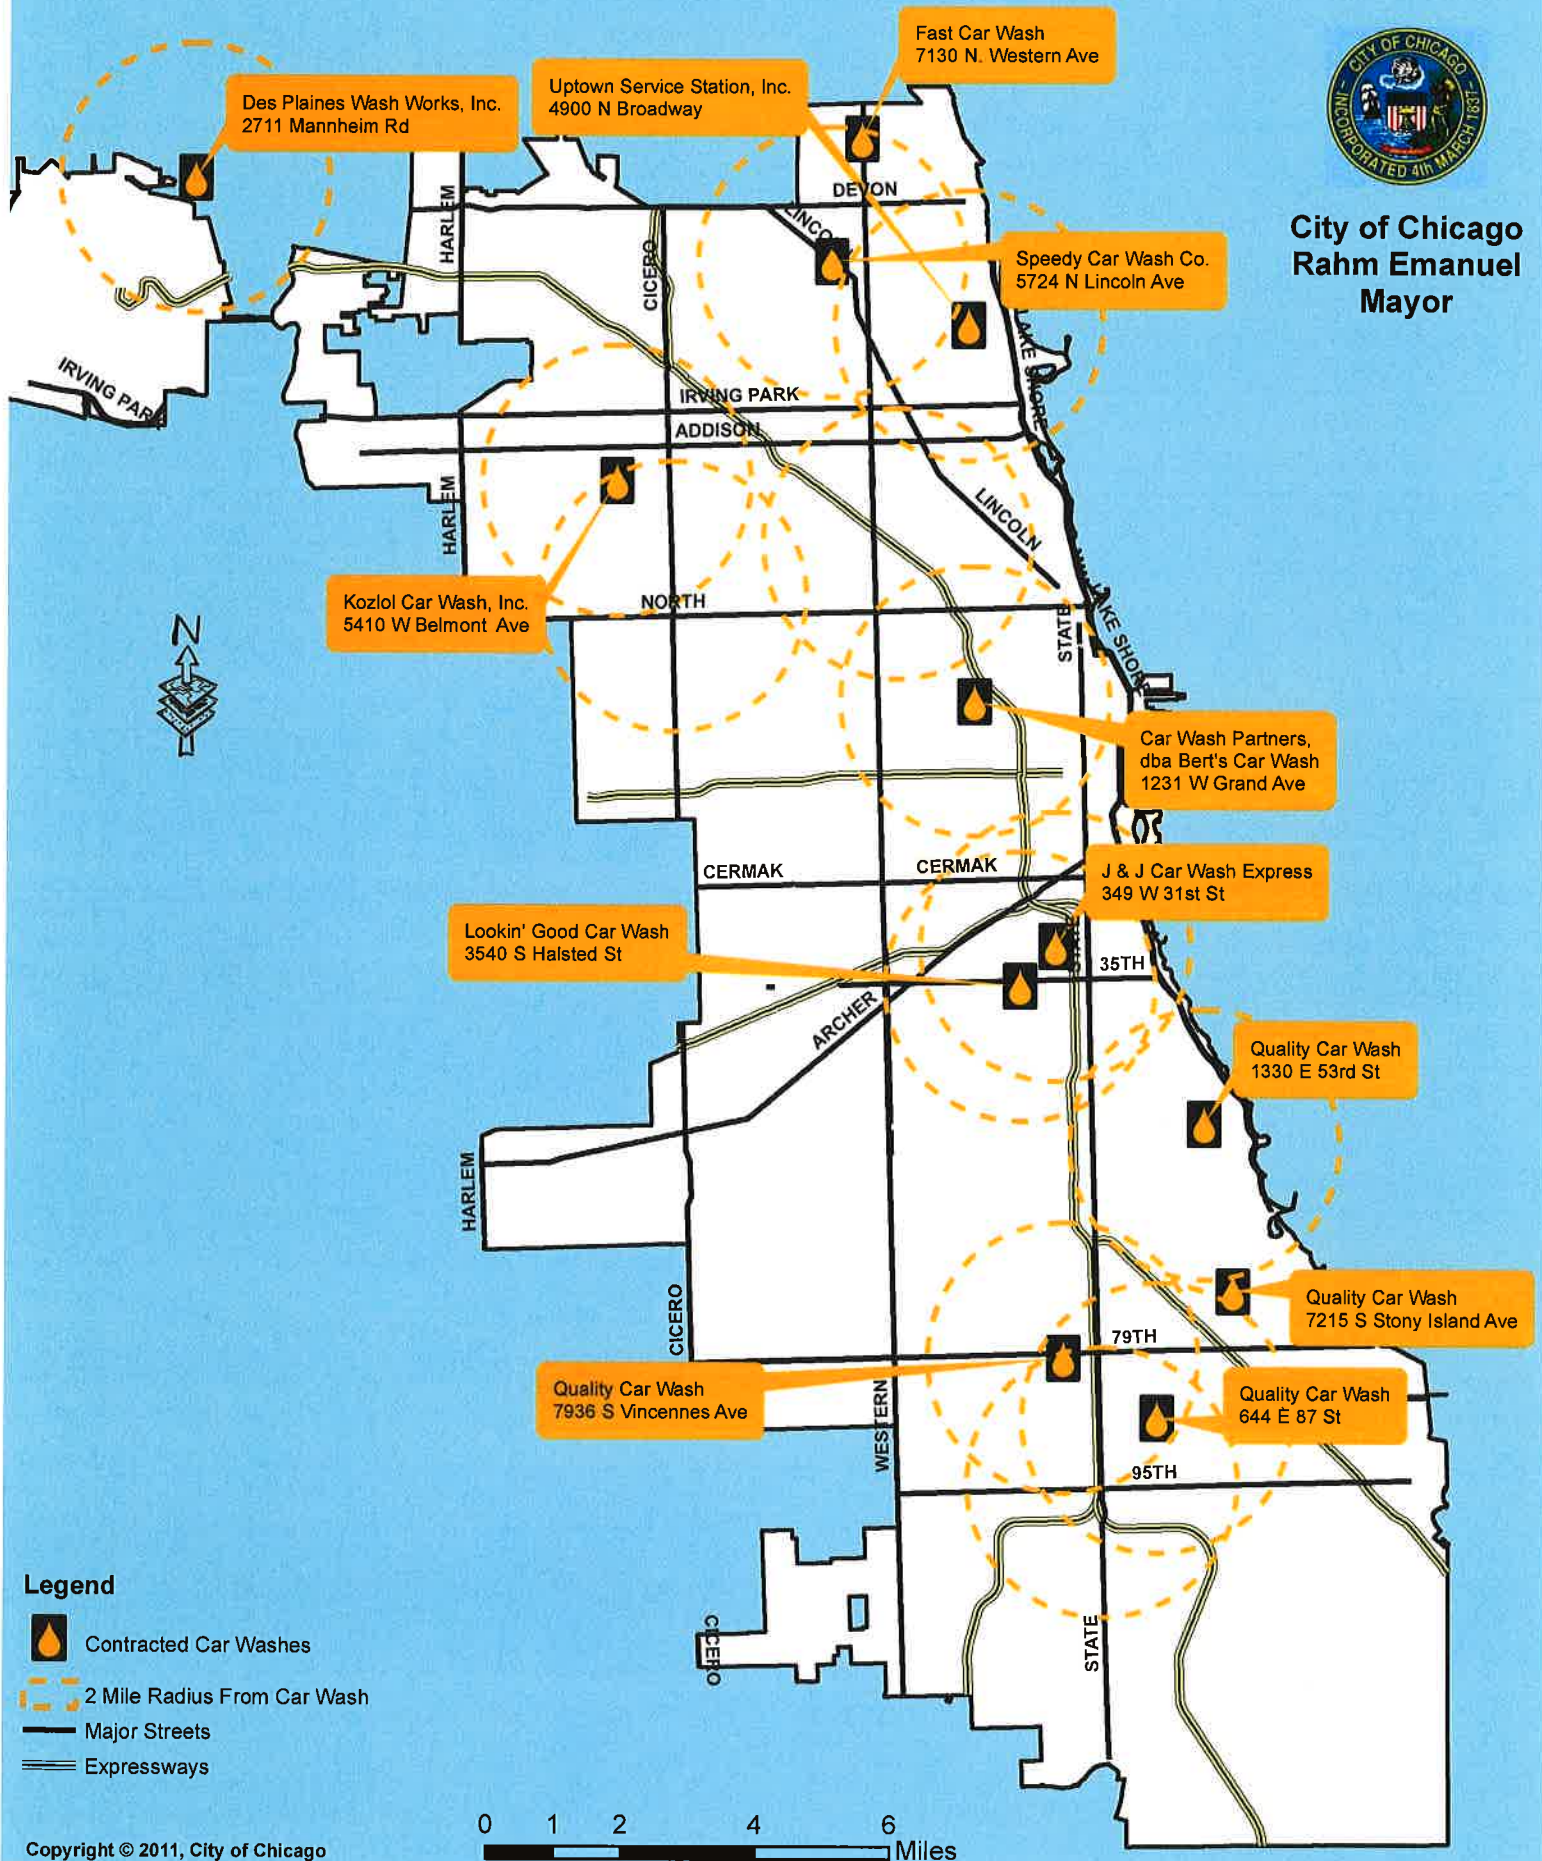 Fast Car Wash
7130 N. Western Ave
Uptown Service Station, Inc.
4900 N Broadway
Des Plaines Wash Works, Inc.
2711 Mannheim Rd
CITY OF CHICAGO
INCORPORATED 4th MARCH 1837
City of Chicago
Rahm Emanuel
Mayor
DEVON
HARLEM
LINCOLN
CICERO
Speedy Car Wash Co.
5724 N Lincoln Ave
LAKE SHORE
IRVING PARK
IRVING PARK
ADDISON
HARLEM
LINCOLN
Kozlol Car Wash, Inc.
5410 W Belmont Ave
NORTH
STATE
LAKE SHORE
N
Car Wash Partners,
dba Bert's Car Wash
1231 W Grand Ave
CERMAK
CERMAK
J & J Car Wash Express
349 W 31st St
Lookin' Good Car Wash
3540 S Halsted St
35TH
ARCHER
Quality Car Wash
1330 E 53rd St
HARLEM
CICERO
Quality Car Wash
7215 S Stony Island Ave
79TH
Quality Car Wash
7936 S Vincennes Ave
WESTERN
Quality Car Wash
644 E 87 St
95TH
CICERO
STATE
Legend
Contracted Car Washes
2 Mile Radius From Car Wash
Major Streets
Expressways
0 1 2 4 6
Miles
Copyright © 2011, City of Chicago